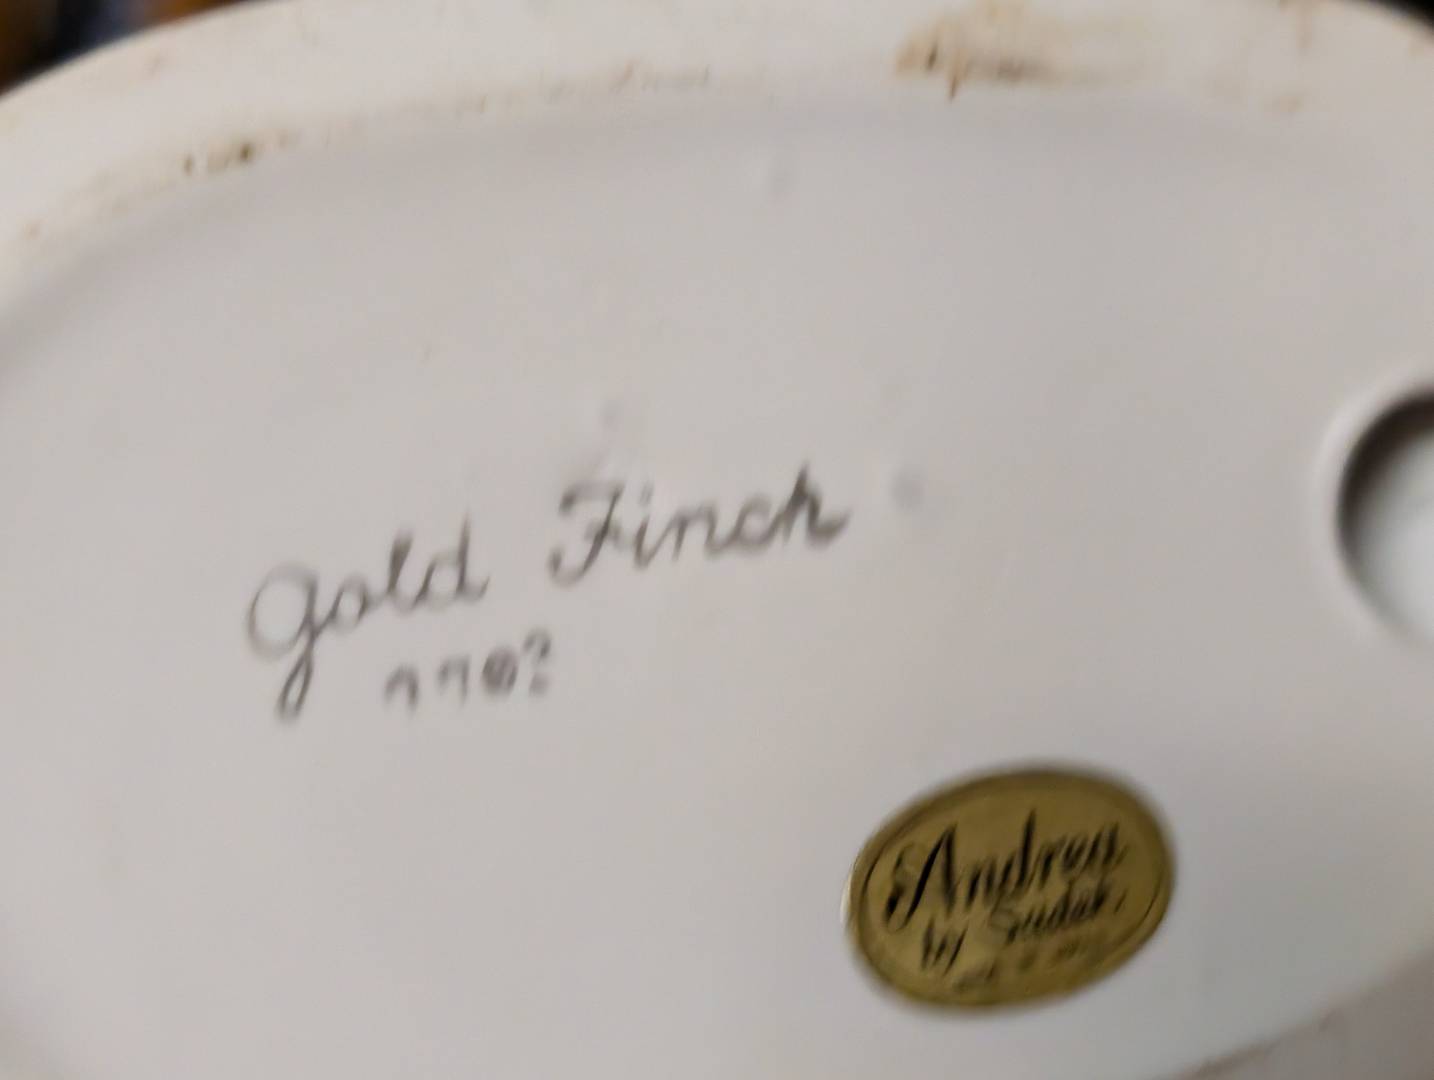 Gold Finch
Andrea
by Sadek